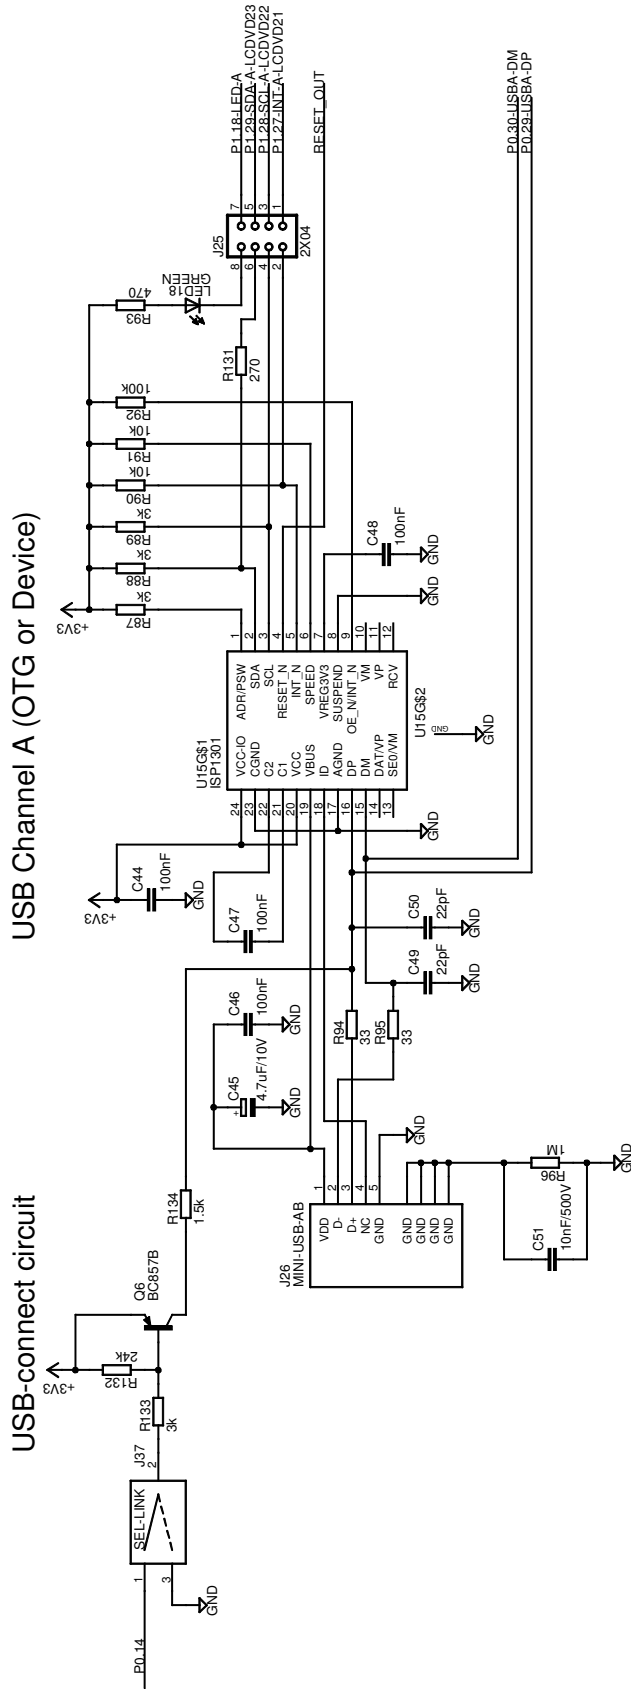 USB Channel A (OTG or Device)
USB-connect circuit
P0.14
1
3
GND
SEL-LINK
J37
2
R133
3k
+3V3
R132
24k
Q6
BC857B
R134
1.5k
J26
MINI-USB-AB
VDD
D-
D+
NC
GND
GND
GND
GND
GND
1
2
3
4
5
GND
C51
10nF/500V
R96
1M
GND
C45
4.7uF/10V
+
GND
C46
100nF
GND
R94
33
R95
33
C49
22pF
GND
C50
22pF
GND
C47
100nF
+3V3
C44
100nF
GND
GND
U15G$1
ISP1301
24
VCC-IO
23
CGND
22
C2
21
C1
20
VCC
19
VBUS
18
ID
17
AGND
16
DP
15
DM
14
DAT/VP
13
SE0/VM
ADR/PSW
1
SDA
2
SCL
3
RESET_N
4
INT_N
5
SPEED
6
VREG3V3
7
SUSPEND
8
OE_N/INT_N
9
VM
10
VP
11
RCV
12
U15G$2
GND
GND
+3V3
R87
3k
R88
3k
R89
3k
R90
10k
R91
10k
R92
100k
R93
470
LED18
GREEN
R131
270
C48
100nF
GND
GND
J25
2X04
8
6
4
2
7
5
3
1
P1.18-LED-A
P1.29-SDA-A-LCDVD23
P1.28-SCL-A-LCDVD22
P1.27-INT-A-LCDVD21
RESET_OUT
P0.30-USBA-DM
P0.29-USBA-DP